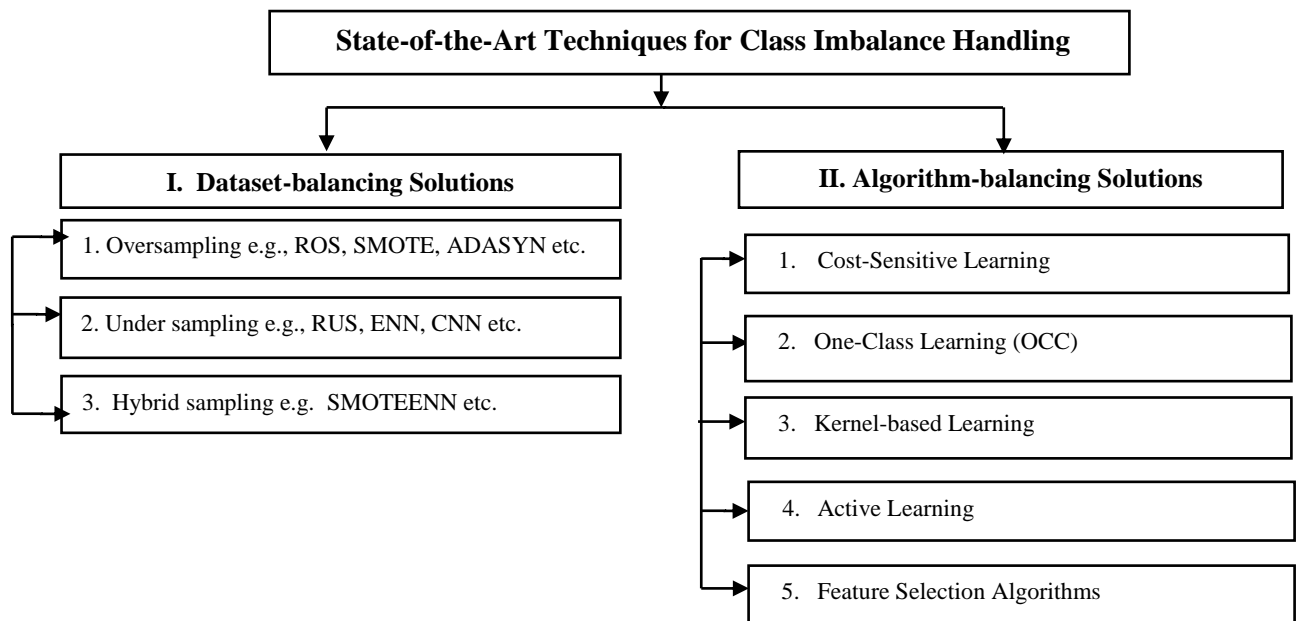 State-of-the-Art Techniques for Class Imbalance Handling
I. Dataset-balancing Solutions
1. Oversampling e.g., ROS, SMOTE, ADASYN etc.
2. Under sampling e.g., RUS, ENN, CNN etc.
3. Hybrid sampling e.g. SMOTEENN etc.
II. Algorithm-balancing Solutions
1. Cost-Sensitive Learning
2. One-Class Learning (OCC)
3. Kernel-based Learning
4. Active Learning
5. Feature Selection Algorithms